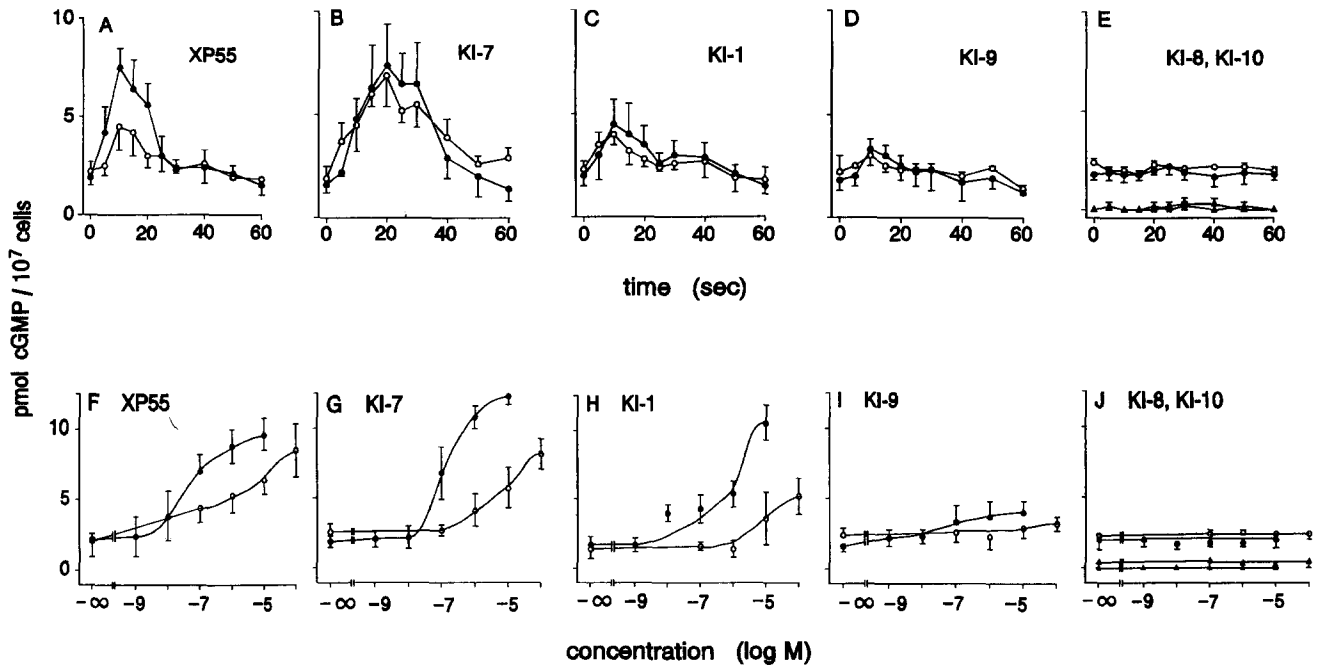 A XP55
B KI-7
C KI-1
D KI-9
E KI-8, KI-10
10
5
0
0 20 40 60
0 20 40 60
0 20 40 60
0 20 40 60
0 20 40 60
time (sec)
pmol cGMP / 10⁷ cells
F XP55
G KI-7
H KI-1
I KI-9
J KI-8, KI-10
10
5
0
−∞ −9 −7 −5
−∞ −9 −7 −5
−∞ −9 −7 −5
−∞ −9 −7 −5
−∞ −9 −7 −5
concentration (log M)